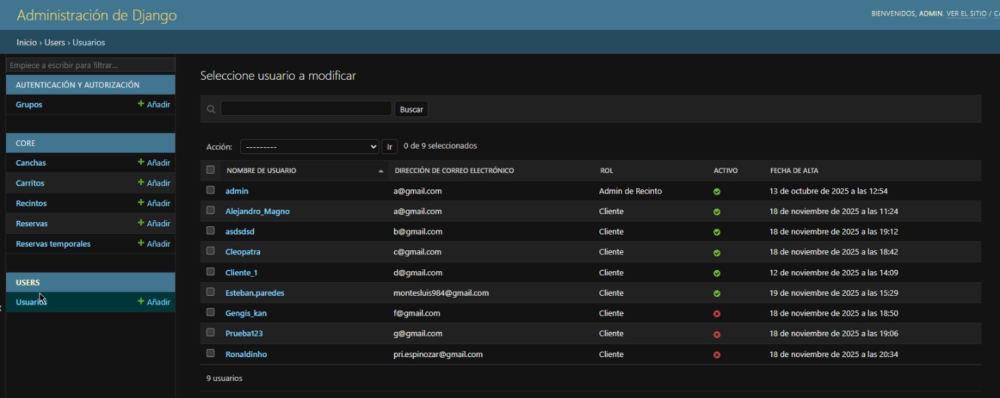 Administración de Django
BIENVENIDOS, ADMIN. VER EL SITIO /
Inicio › Users › Usuarios
Empiece a escribir para filtrar...
AUTENTICACIÓN Y AUTORIZACIÓN
Grupos + Añadir
CORE
Canchas + Añadir
Carritos + Añadir
Recintos + Añadir
Reservas + Añadir
Reservas temporales + Añadir
USERS
Usuarios + Añadir
Seleccione usuario a modificar
Buscar
Acción: --------- Ir 0 de 9 seleccionados
NOMBRE DE USUARIO DIRECCIÓN DE CORREO ELECTRÓNICO ROL ACTIVO FECHA DE ALTA
admin a@gmail.com Admin de Recinto 13 de octubre de 2025 a las 12:54
Alejandro_Magno a@gmail.com Cliente 18 de noviembre de 2025 a las 11:24
asdsdsd b@gmail.com Cliente 18 de noviembre de 2025 a las 19:12
Cleopatra c@gmail.com Cliente 18 de noviembre de 2025 a las 18:42
Cliente_1 d@gmail.com Cliente 12 de noviembre de 2025 a las 14:09
Esteban.paredes montesluis984@gmail.com Cliente 19 de noviembre de 2025 a las 15:29
Gengis_kan f@gmail.com Cliente 18 de noviembre de 2025 a las 18:50
Prueba123 g@gmail.com Cliente 18 de noviembre de 2025 a las 19:06
Ronaldinho pri.espinozar@gmail.com Cliente 18 de noviembre de 2025 a las 20:34
9 usuarios